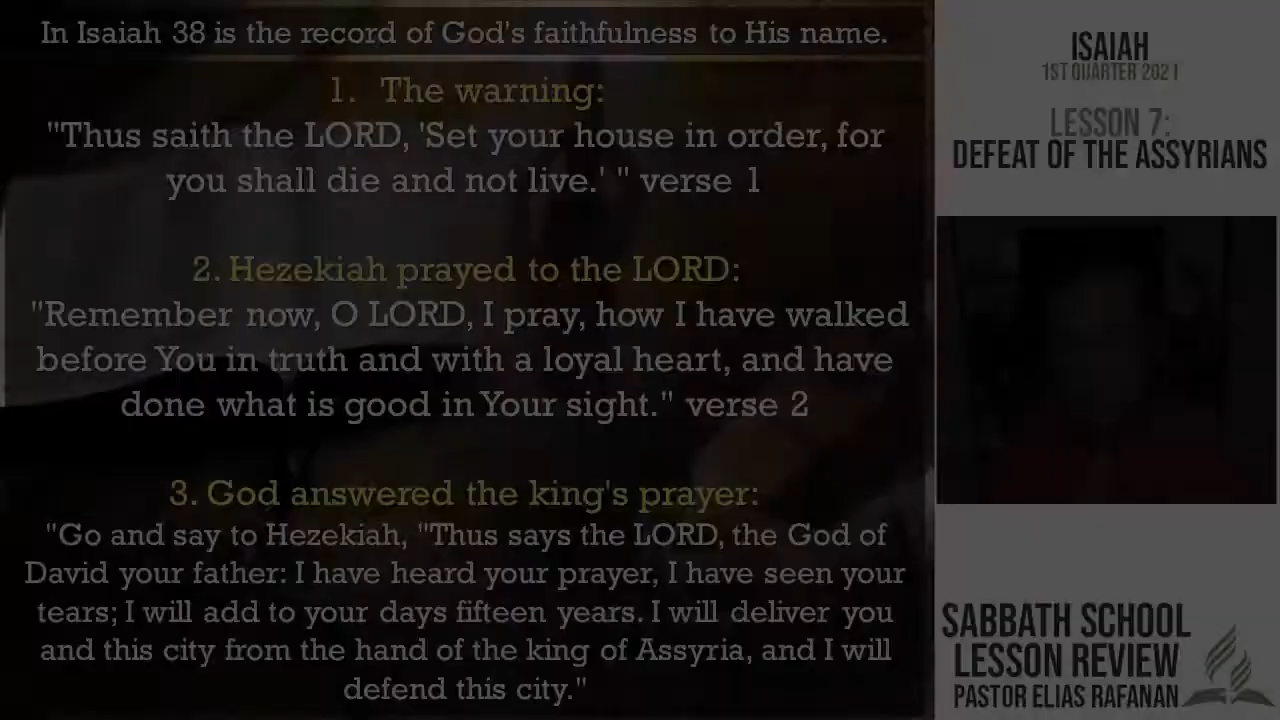 In Isaiah 38 is the record of God's faithfulness to His name.
1. The warning:
"Thus saith the LORD, 'Set your house in order, for
you shall die and not live.' " verse 1
2. Hezekiah prayed to the LORD:
"Remember now, O LORD, I pray, how I have walked
before You in truth and with a loyal heart, and have
done what is good in Your sight." verse 2
3. God answered the king's prayer:
"Go and say to Hezekiah, "Thus says the LORD, the God of
David your father: I have heard your prayer, I have seen your
tears; I will add to your days fifteen years. I will deliver you
and this city from the hand of the king of Assyria, and I will
defend this city."
ISAIAH
1ST QUARTER 2021
LESSON 7:
DEFEAT OF THE ASSYRIANS
SABBATH SCHOOL
LESSON REVIEW
PASTOR ELIAS RAFANAN